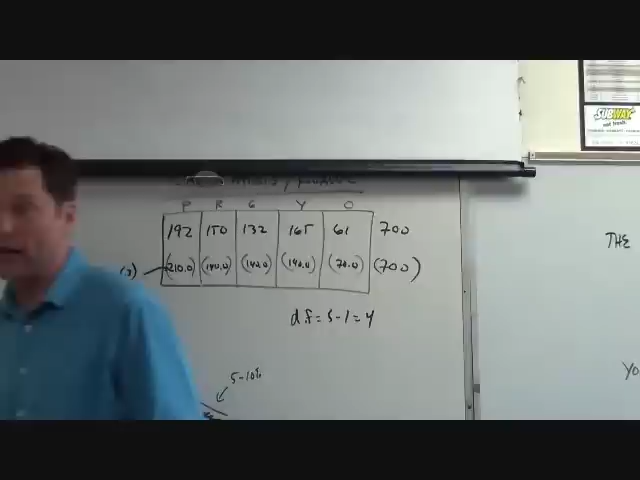 P R G Y O
192 150 132 165 61 700
(210.0) (140.0) (140.0) (140.0) (70.0) (700)
d.f = 5-1 = 4
5-10%
SUBWAY
THE
YO